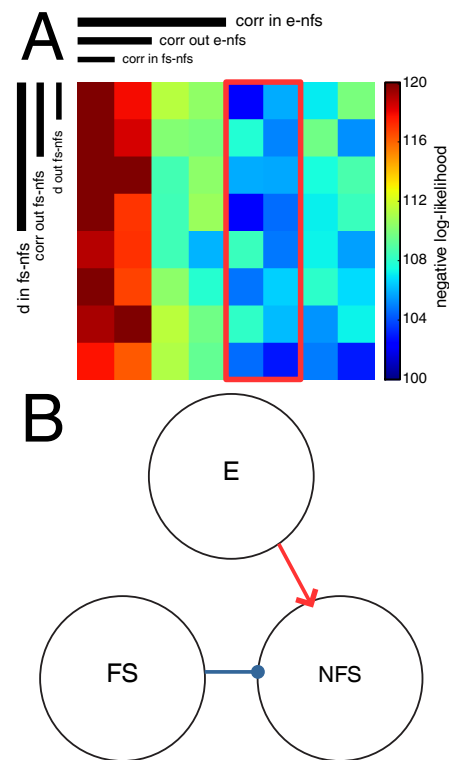 A
corr in e-nfs
corr out e-nfs
corr in fs-nfs
d in fs-nfs
corr out fs-nfs
d out fs-nfs
120
116
112
108
104
100
negative log-likelihood
B
E
FS
NFS